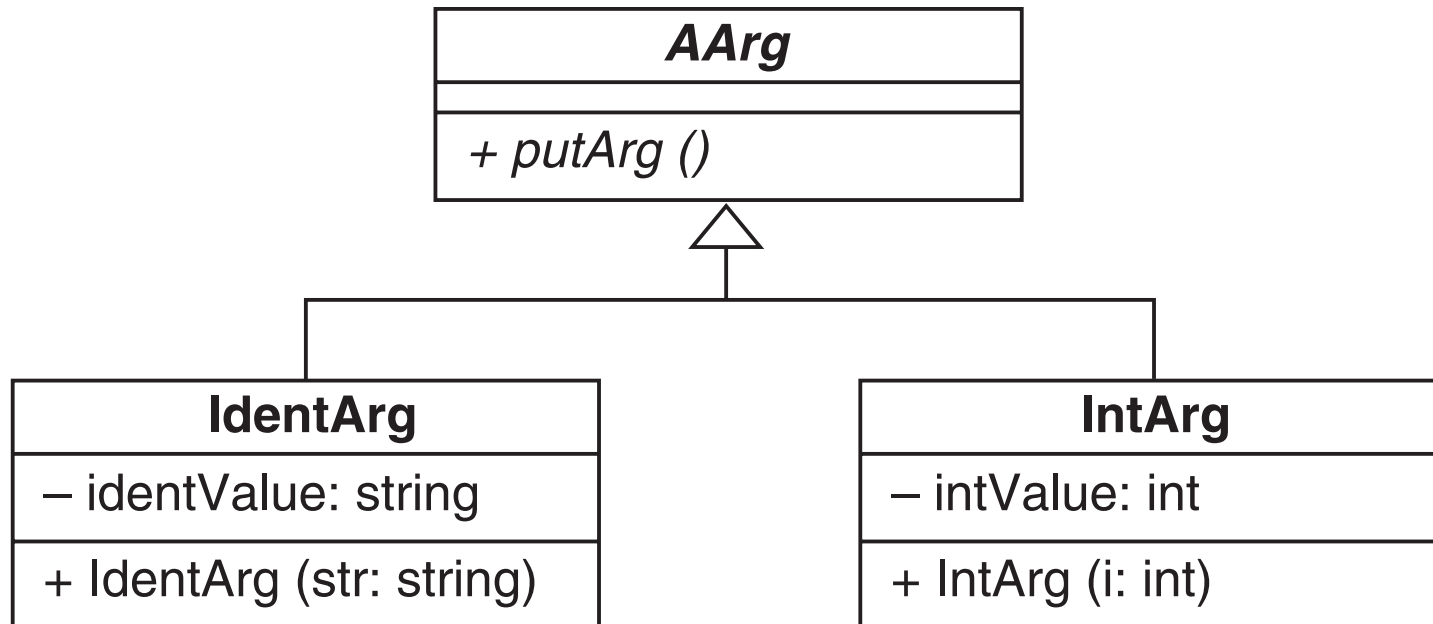 AArg
+ putArg ()
IdentArg
– identValue: string
+ IdentArg (str: string)
IntArg
– intValue: int
+ IntArg (i: int)